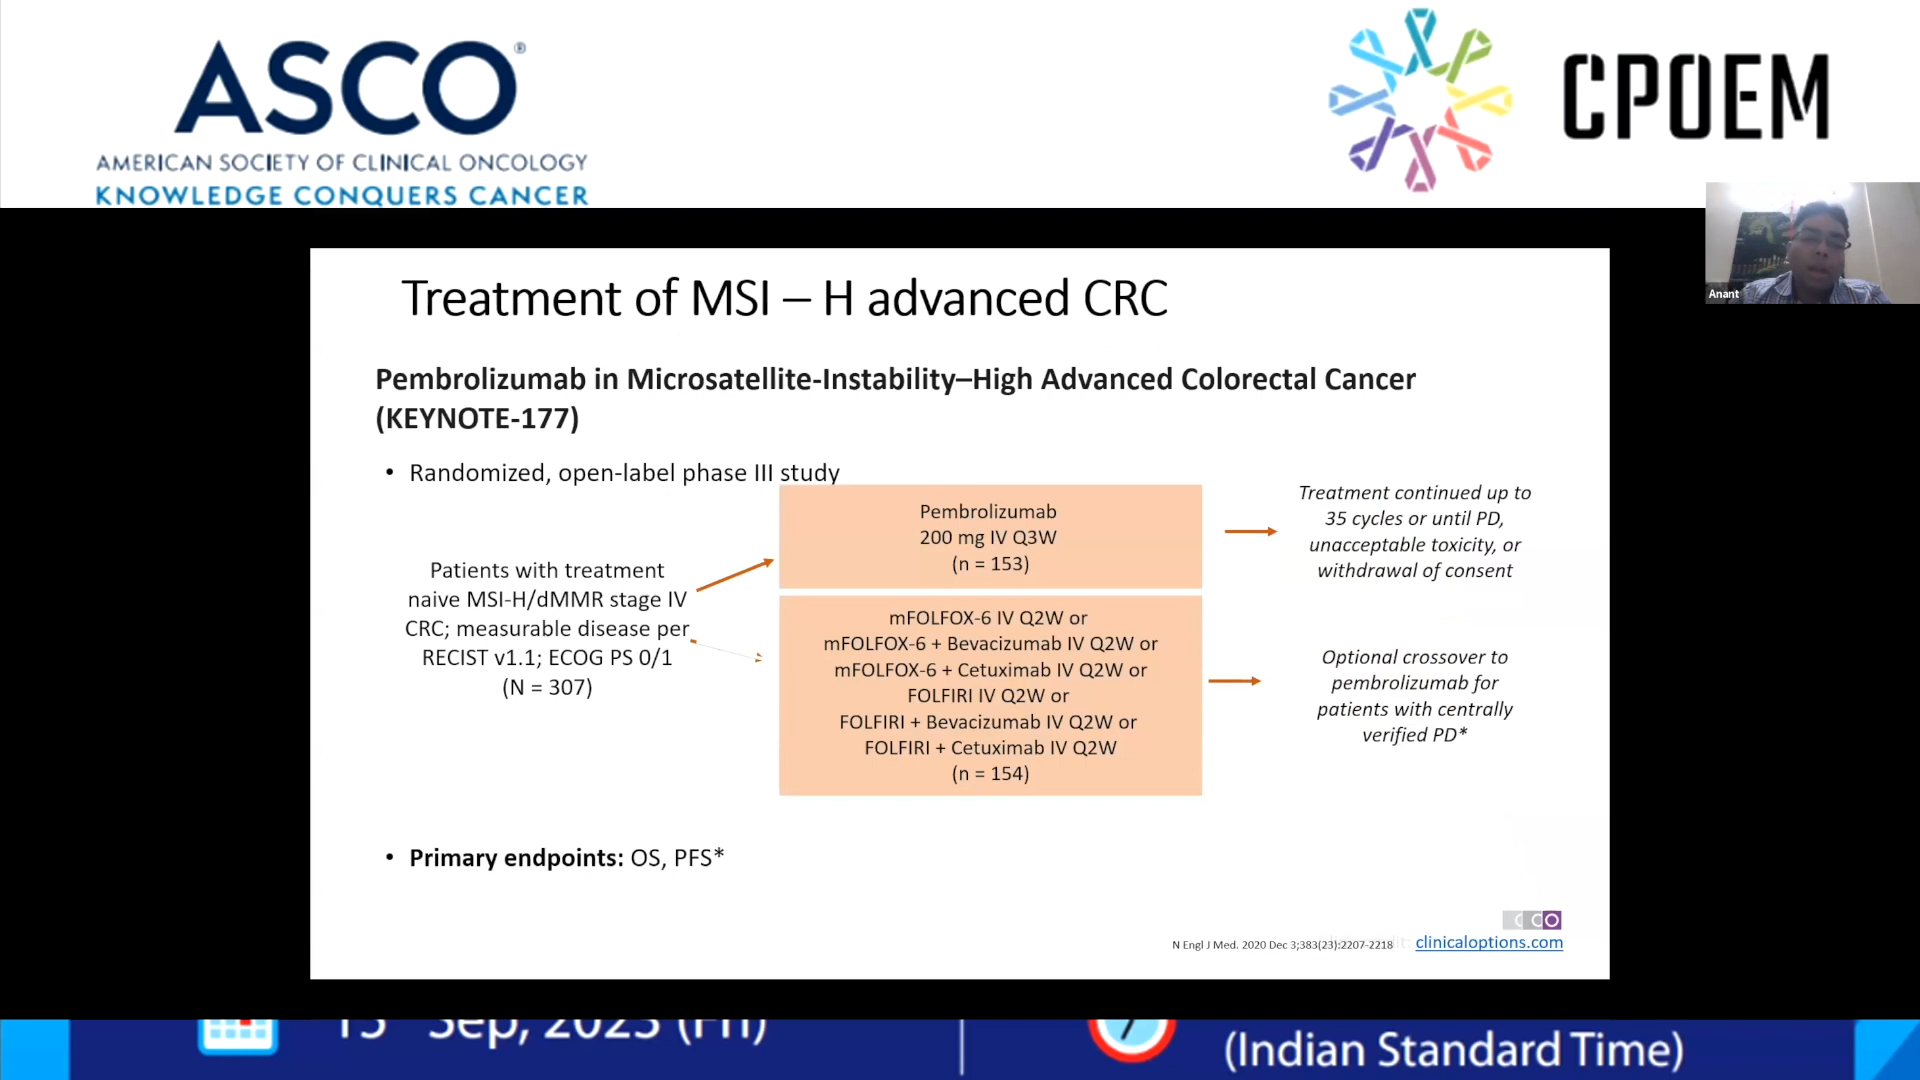 ASCO®
AMERICAN SOCIETY OF CLINICAL ONCOLOGY
KNOWLEDGE CONQUERS CANCER
CPOEM
Anant
Treatment of MSI – H advanced CRC
Pembrolizumab in Microsatellite-Instability–High Advanced Colorectal Cancer
(KEYNOTE-177)
• Randomized, open-label phase III study
Patients with treatment
naive MSI-H/dMMR stage IV
CRC; measurable disease per
RECIST v1.1; ECOG PS 0/1
(N = 307)
Pembrolizumab
200 mg IV Q3W
(n = 153)
Treatment continued up to
35 cycles or until PD,
unacceptable toxicity, or
withdrawal of consent
mFOLFOX-6 IV Q2W or
mFOLFOX-6 + Bevacizumab IV Q2W or
mFOLFOX-6 + Cetuximab IV Q2W or
FOLFIRI IV Q2W or
FOLFIRI + Bevacizumab IV Q2W or
FOLFIRI + Cetuximab IV Q2W
(n = 154)
Optional crossover to
pembrolizumab for
patients with centrally
verified PD*
• Primary endpoints: OS, PFS*
CCO
N Engl J Med. 2020 Dec 3;383(23):2207-2218
clinicaloptions.com
Sep, 2023 (Fri)
(Indian Standard Time)